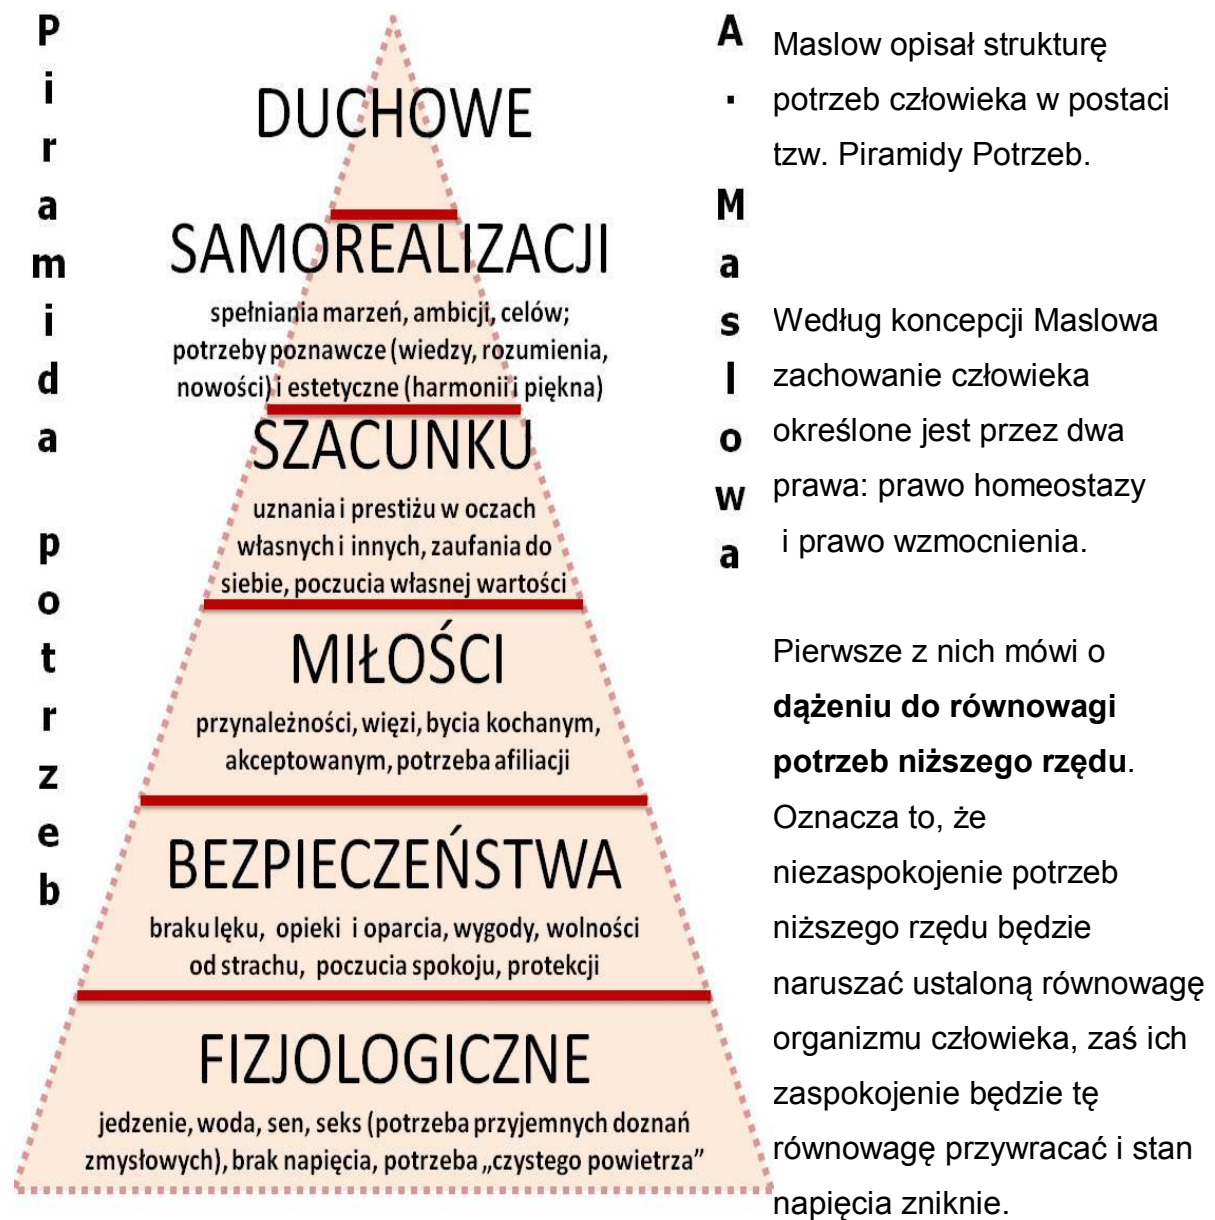 Piramida potrzeb
A. Maslowa
DUCHOWE
SAMOREALIZACJI
spełniania marzeń, ambicji, celów;
potrzeby poznawcze (wiedzy, rozumienia,
nowości) i estetyczne (harmonii i piękna)
SZACUNKU
uznania i prestiżu w oczach
własnych i innych, zaufania do
siebie, poczucia własnej wartości
MIŁOŚCI
przynależności, więzi, bycia kochanym,
akceptowanym, potrzeba afiliacji
BEZPIECZEŃSTWA
braku lęku, opieki i oparcia, wygody, wolności
od strachu, poczucia spokoju, protekcji
FIZJOLOGICZNE
jedzenie, woda, sen, seks (potrzeba przyjemnych doznań
zmysłowych), brak napięcia, potrzeba „czystego powietrza”
Maslow opisał strukturę
potrzeb człowieka w postaci
tzw. Piramidy Potrzeb.
Według koncepcji Maslowa
zachowanie człowieka
określone jest przez dwa
prawa: prawo homeostazy
i prawo wzmocnienia.
Pierwsze z nich mówi o
dążeniu do równowagi
potrzeb niższego rzędu.
Oznacza to, że
niezaspokojenie potrzeb
niższego rzędu będzie
naruszać ustaloną równowagę
organizmu człowieka, zaś ich
zaspokojenie będzie tę
równowagę przywracać i stan
napięcia zniknie.